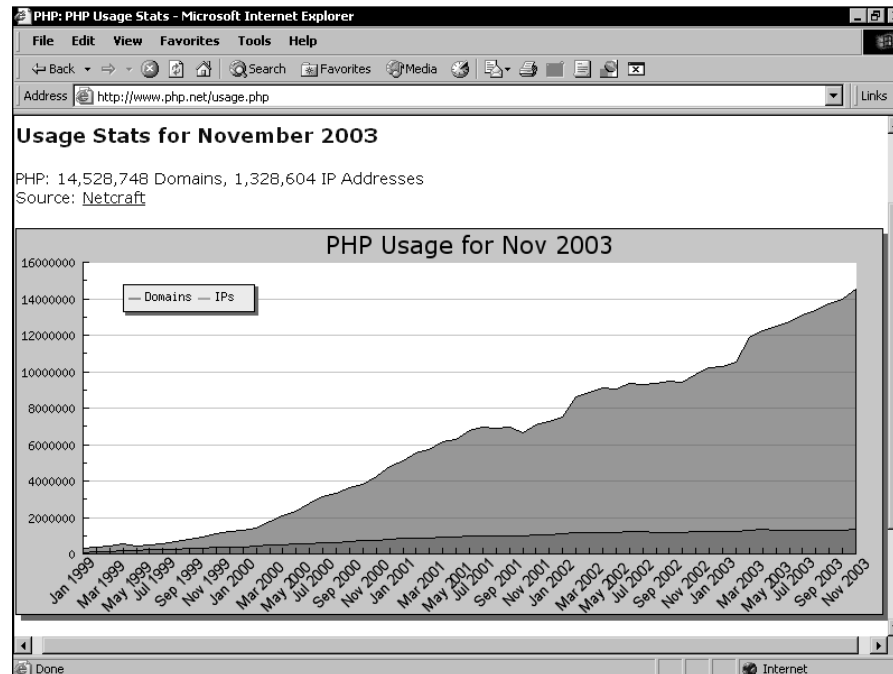 PHP: PHP Usage Stats - Microsoft Internet Explorer
File Edit View Favorites Tools Help
Back Search Favorites Media
Address http://www.php.net/usage.php Links
Usage Stats for November 2003
PHP: 14,528,748 Domains, 1,328,604 IP Addresses
Source: Netcraft
PHP Usage for Nov 2003
16000000
Domains IPs
14000000
12000000
10000000
8000000
6000000
4000000
2000000
0
Jan 1999 Mar 1999 May 1999 Jul 1999 Sep 1999 Nov 1999 Jan 2000 Mar 2000 May 2000 Jul 2000 Sep 2000 Nov 2000 Jan 2001 Mar 2001 May 2001 Jul 2001 Sep 2001 Nov 2001 Jan 2002 Mar 2002 May 2002 Jul 2002 Sep 2002 Nov 2002 Jan 2003 Mar 2003 May 2003 Jul 2003 Sep 2003 Nov 2003
Done Internet